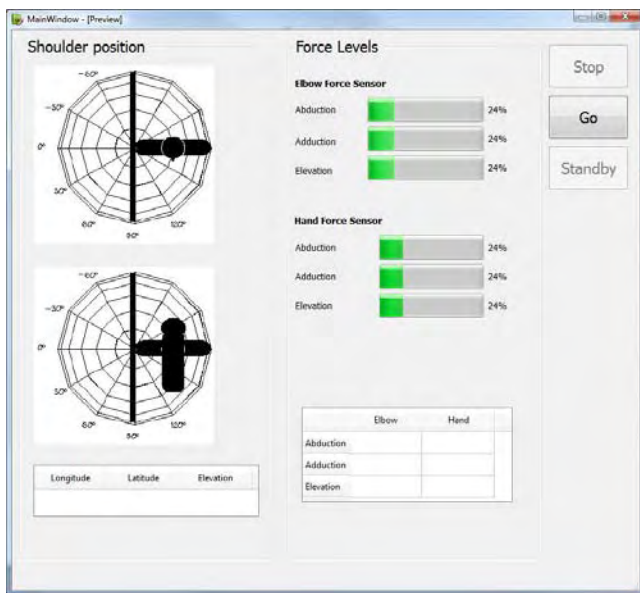 MainWindow - [Preview]
Shoulder position
-60°
-30°
0°
30°
60°
90°
120°
-60°
-30°
0°
30°
60°
90°
120°
Longitude Latitude Elevation
Force Levels
Elbow Force Sensor
Abduction 24%
Adduction 24%
Elevation 24%
Hand Force Sensor
Abduction 24%
Adduction 24%
Elevation 24%
Elbow Hand
Abduction
Adduction
Elevation
Stop
Go
Standby